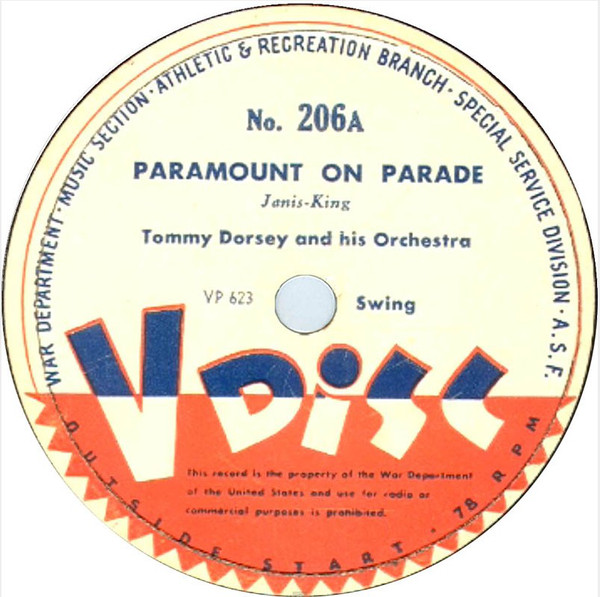 WAR DEPARTMENT · MUSIC SECTION · ATHLETIC & RECREATION BRANCH · SPECIAL SERVICE DIVISION · A.S.F.
No. 206A
PARAMOUNT ON PARADE
Janis-King
Tommy Dorsey and his Orchestra
VP 623
Swing
V DiSC
This record is the property of the War Department
of the United States and use for radio or
commercial purposes is prohibited.
OUTSIDE START · 78 RPM